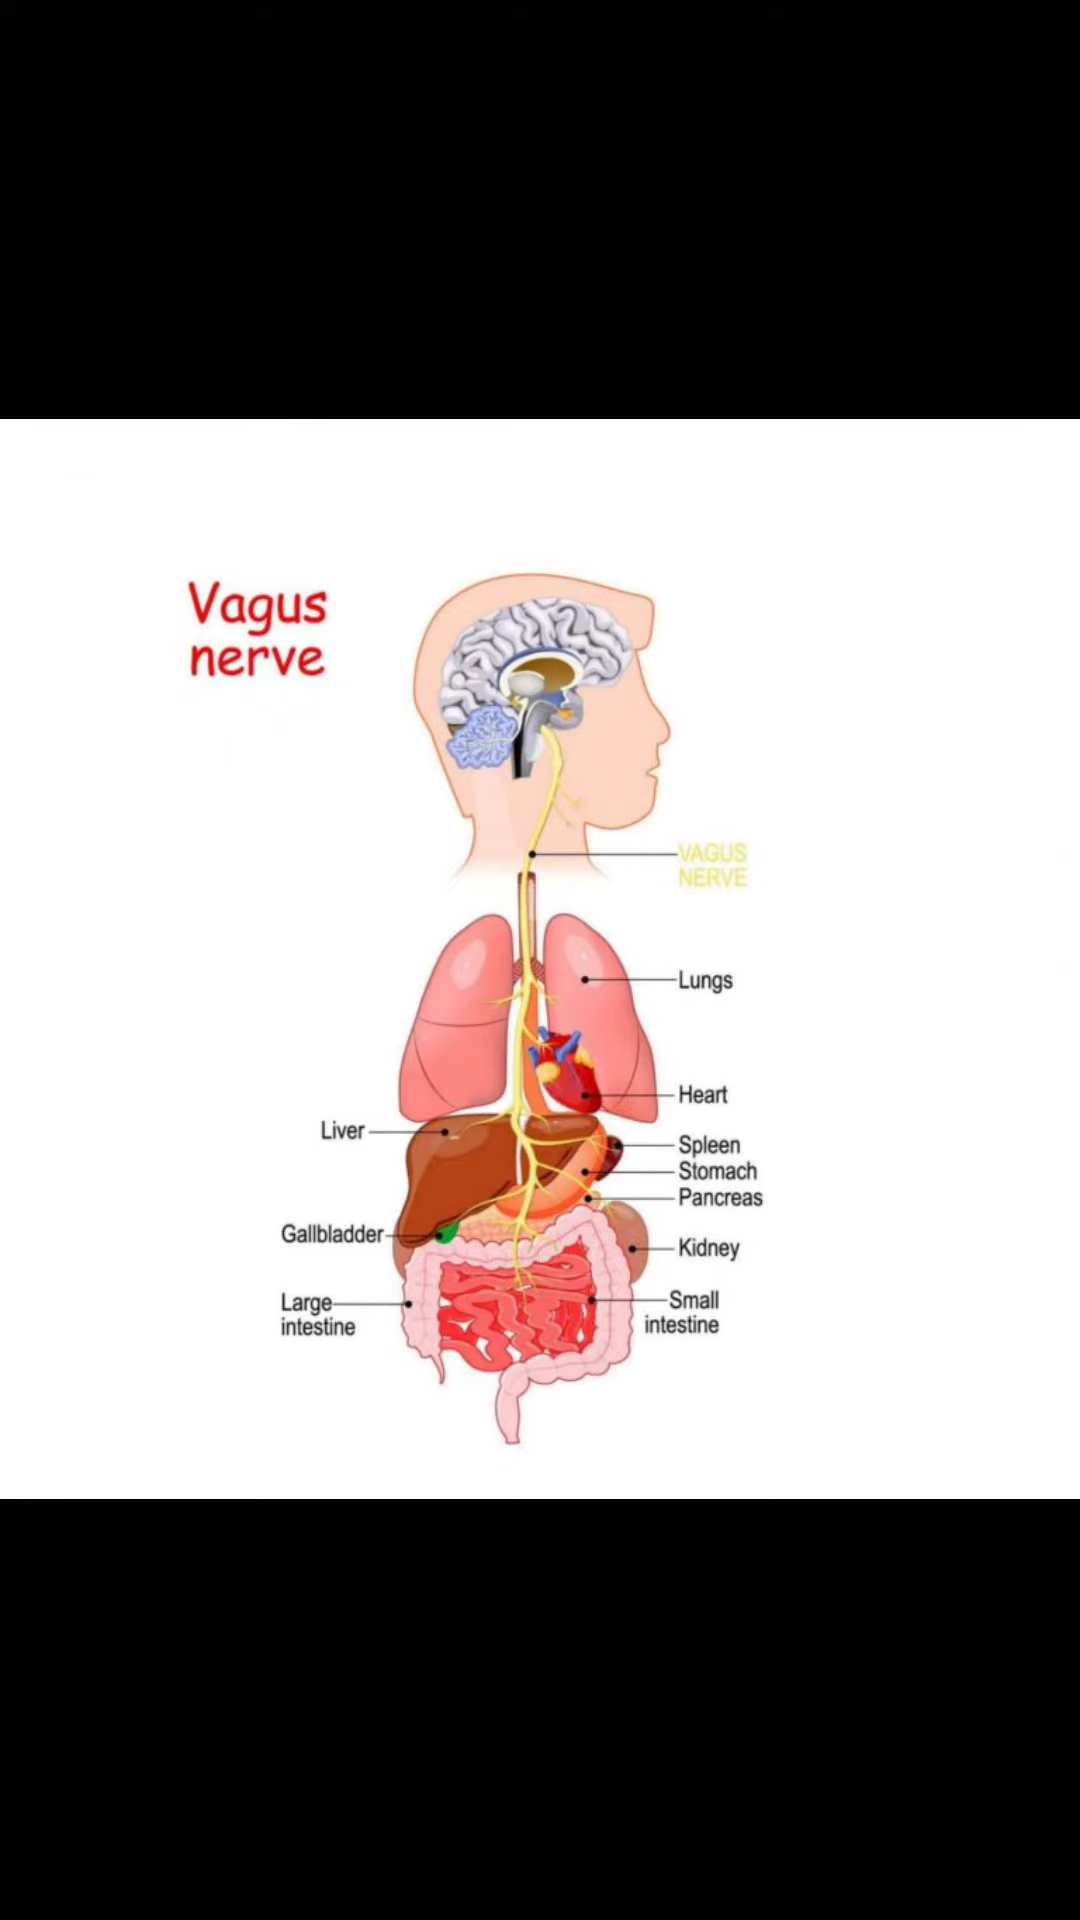 Vagus
nerve
VAGUS
NERVE
Lungs
Heart
Liver
Spleen
Stomach
Pancreas
Gallbladder
Kidney
Large
intestine
Small
intestine